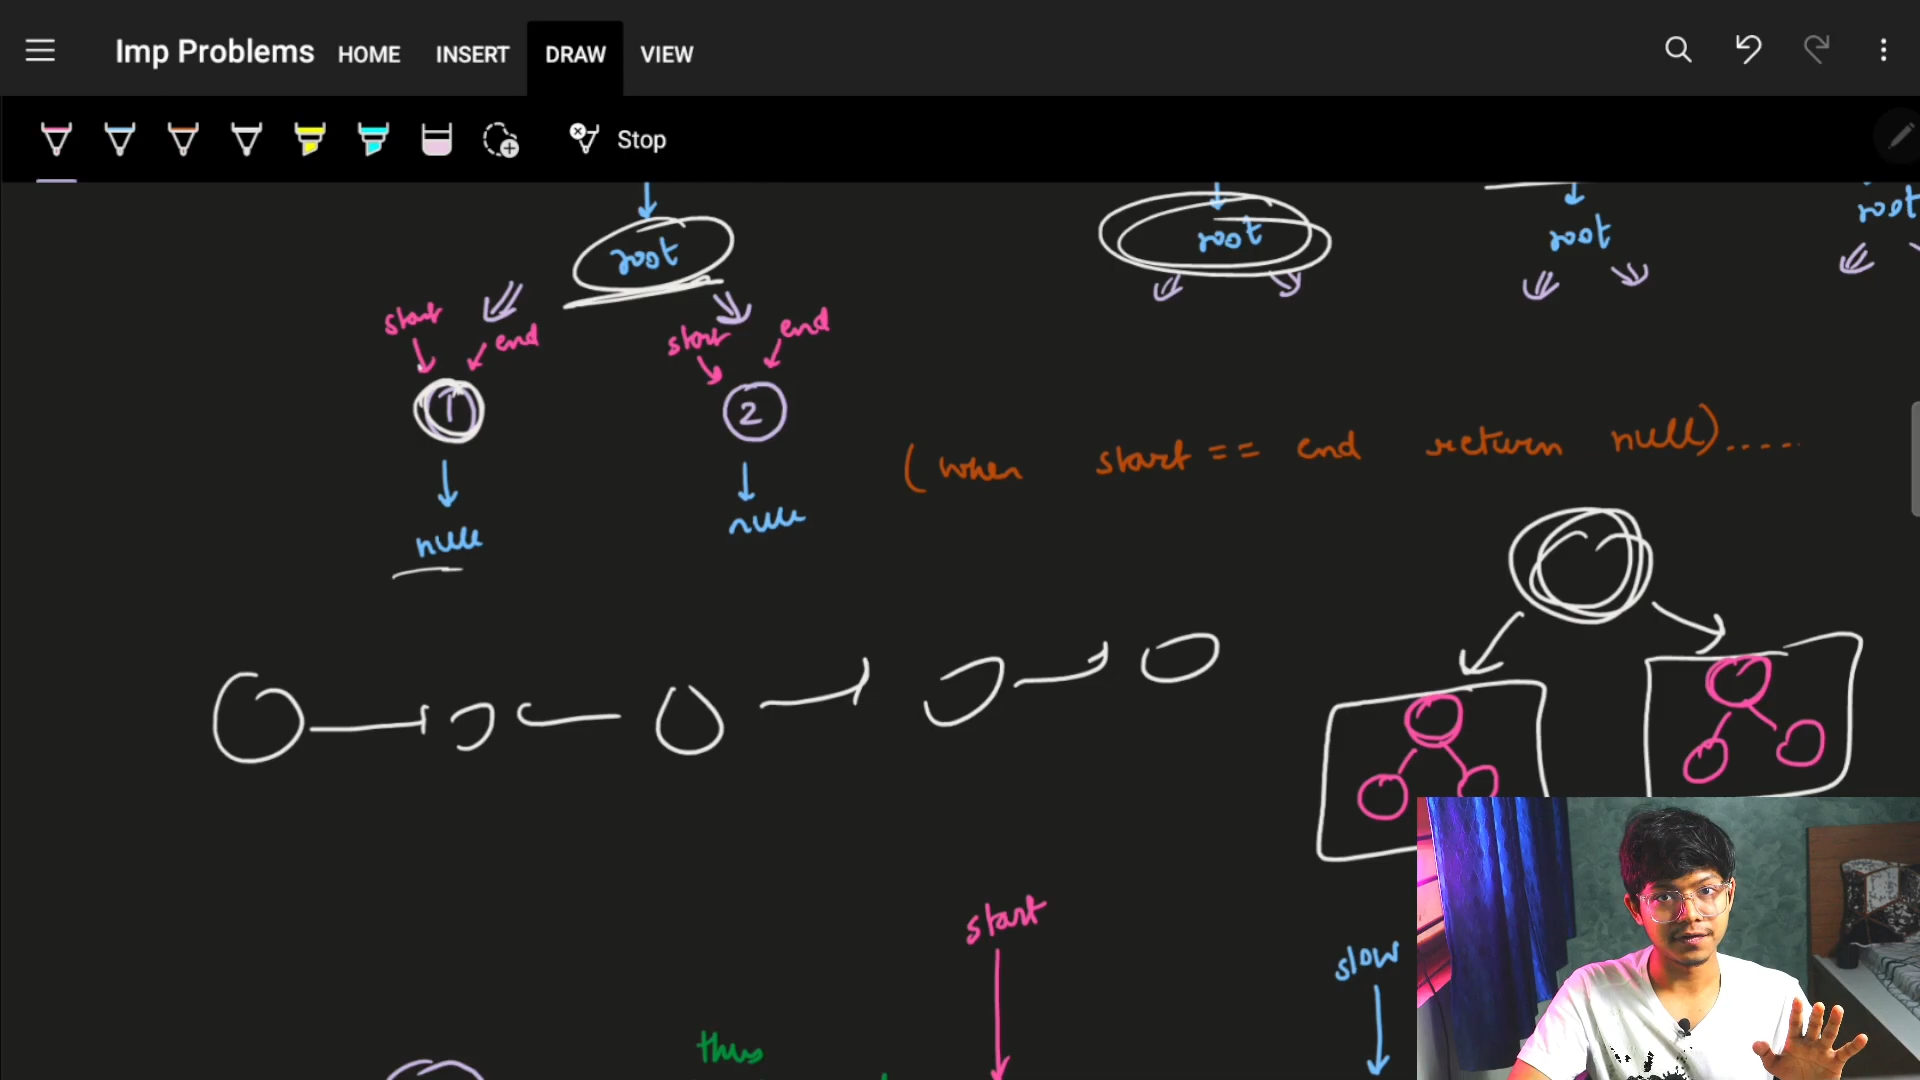 Imp Problems HOME INSERT DRAW VIEW
Stop
root root root root
start end start end
1 2
(when start == end return null).....
null null
start
slow
thus